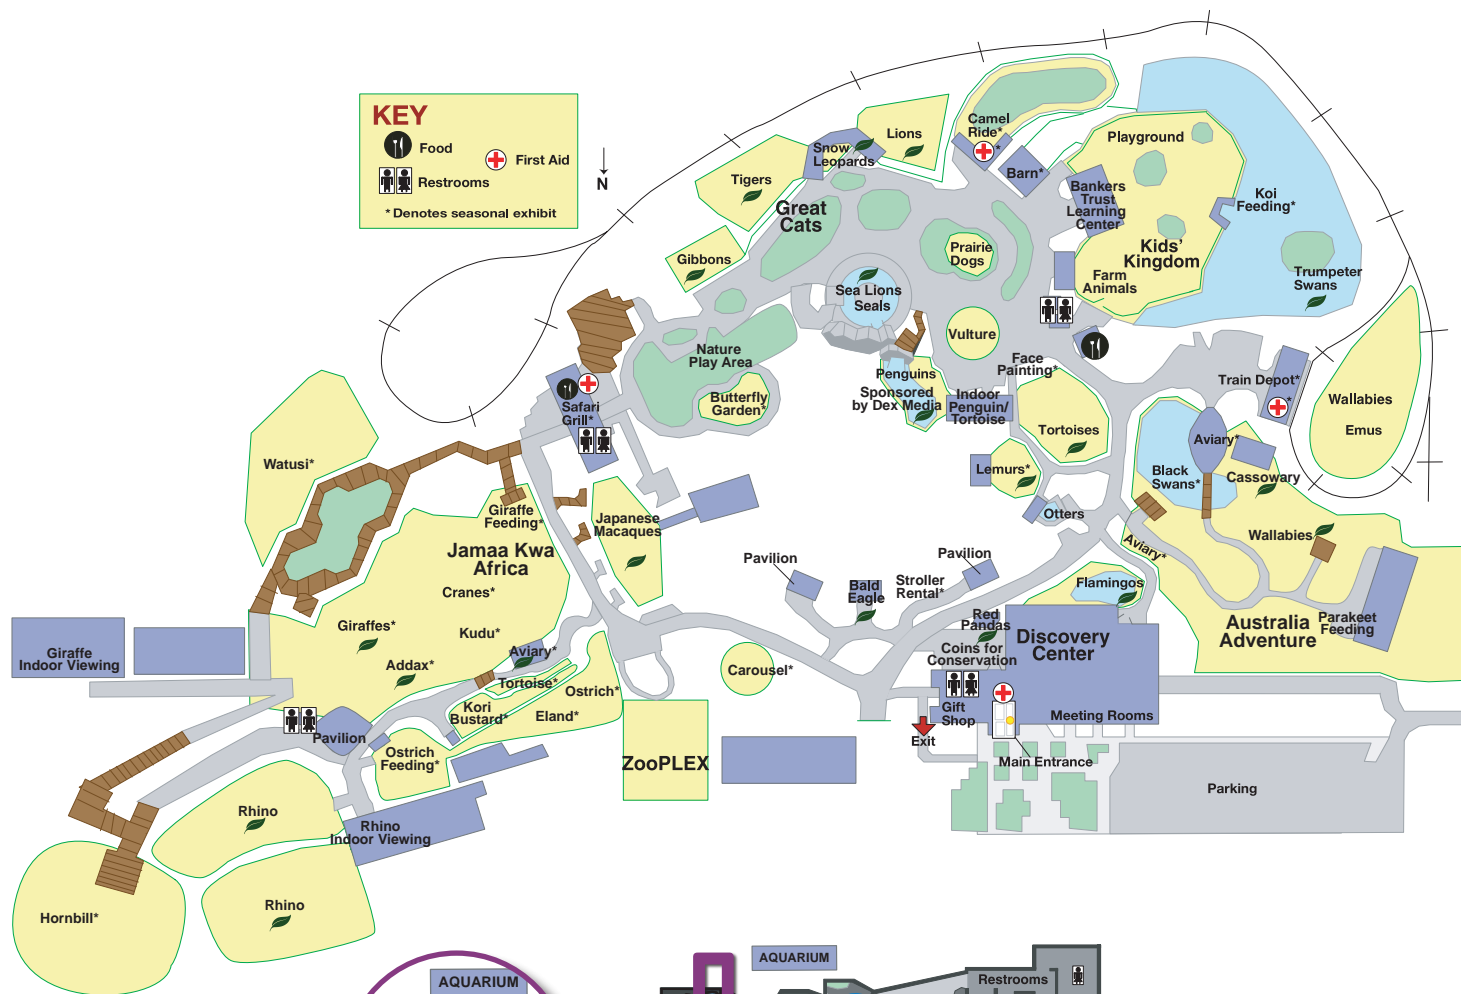 KEY
Food
First Aid
Restrooms
*Denotes seasonal exhibit
N
Camel
Ride*
*
Lions
Snow
Leopards
Tigers
Great
Cats
Gibbons
Barn*
Playground
Bankers
Trust
Learning
Center
Koi
Feeding*
Kids'
Kingdom
Prairie
Dogs
Farm
Animals
Trumpeter
Swans
Sea Lions
Seals
Vulture
Nature
Play Area
Butterfly
Garden*
Penguins
Sponsored
by Dex Media
Face
Painting*
Indoor
Penguin/
Tortoise
Train Depot*
*
Wallabies
Emus
Safari
Grill*
Tortoises
Aviary*
Lemurs*
Black
Swans*
Cassowary
Watusi*
Giraffe
Feeding*
Japanese
Macaques
Otters
Wallabies
Aviary*
Jamaa Kwa
Africa
Cranes*
Pavilion
Pavilion
Bald
Eagle
Stroller
Rental*
Flamingos
Giraffes*
Kudu*
Red
Pandas
Discovery
Center
Australia
Adventure
Parakeet
Feeding
Giraffe
Indoor Viewing
Aviary*
Addax*
Tortoise*
Ostrich*
Coins for
Conservation
Carousel*
Kori
Bustard*
Eland*
Gift
Shop
Meeting Rooms
Pavilion
Exit
Ostrich
Feeding*
ZooPLEX
Main Entrance
Parking
Rhino
Rhino
Indoor Viewing
Rhino
Hornbill*
AQUARIUM
AQUARIUM
Restrooms